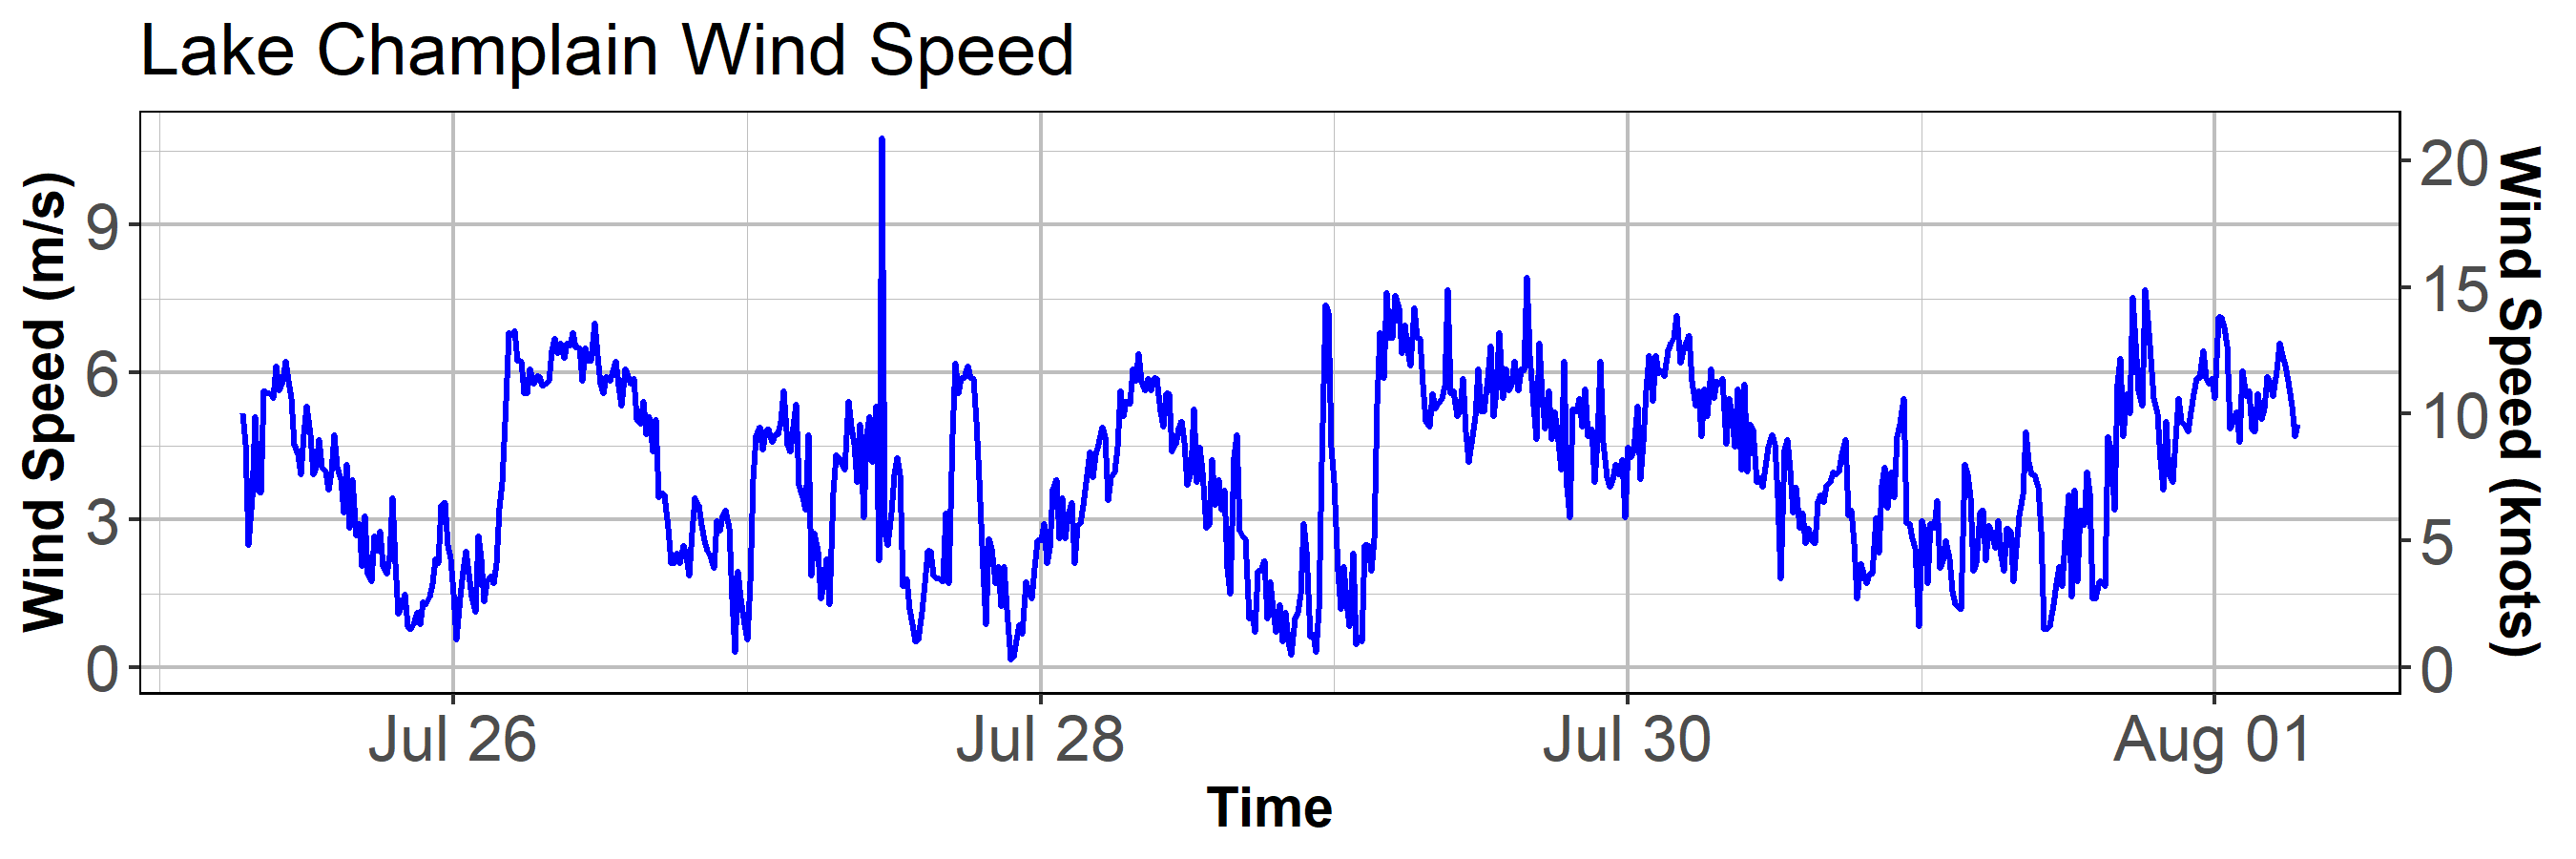 Lake Champlain Wind Speed
Wind Speed (m/s)
9
6
3
0
20
15
10
5
0
Wind Speed (knots)
Jul 26
Jul 28
Jul 30
Aug 01
Time